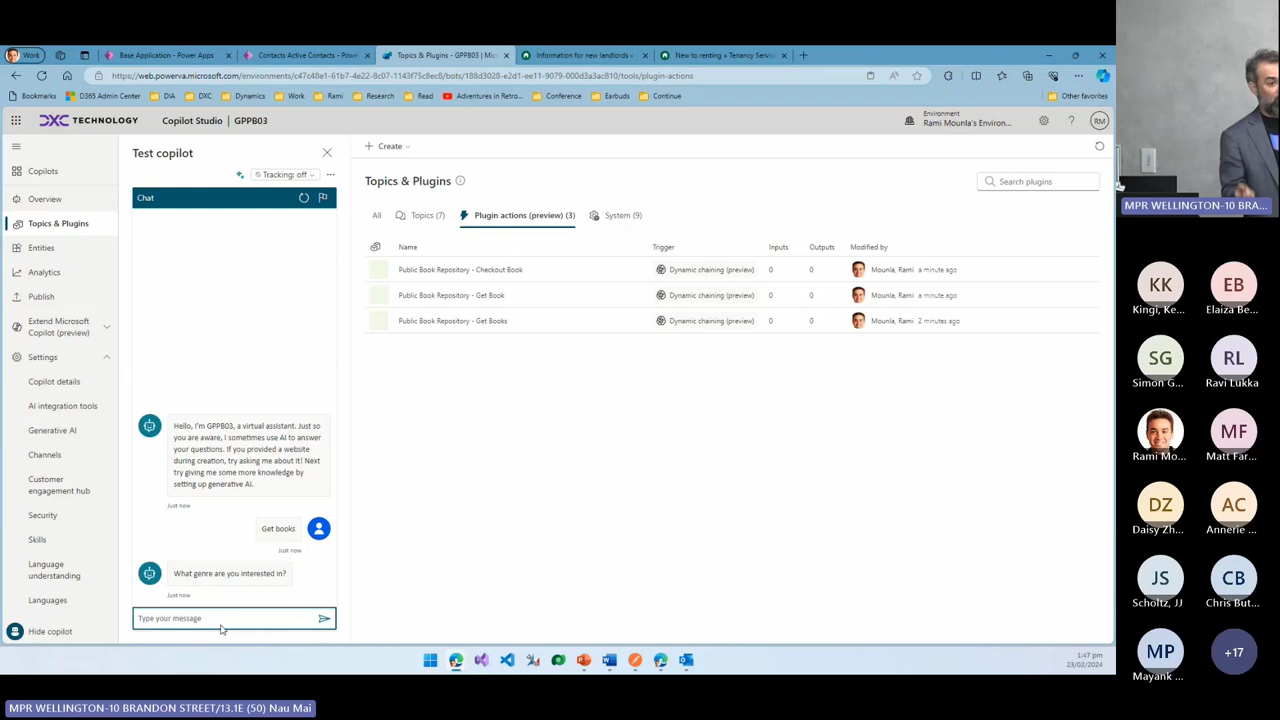 Work
Base Application - Power Apps
Contacts Active Contacts - Powe
Topics & Plugins - GPPB03 | Mic
Information for new landlords »
New to renting » Tenancy Servic
https://web.powerva.microsoft.com/environments/c47c48e1-61b7-4e22-8c07-1143f75c8ec8/bots/188d3028-e2d1-ee11-9079-000d3a3ac810/tools/plugin-actions
Bookmarks
D365 Admin Center
DIA
DXC
Dynamics
Work
Rami
Research
Read
Adventures in Retro...
Conference
Earbuds
Continue
Other favorites
DXC TECHNOLOGY
Copilot Studio | GPPB03
Environment
Rami Mounla's Environ...
RM
Copilots
Overview
Topics & Plugins
Entities
Analytics
Publish
Extend Microsoft
Copilot (preview)
Settings
Copilot details
AI integration tools
Generative AI
Channels
Customer
engagement hub
Security
Skills
Language
understanding
Languages
Hide copilot
Test copilot
Tracking: off
Chat
Hello, I'm GPPB03, a virtual assistant. Just so
you are aware, I sometimes use AI to answer
your questions. If you provided a website
during creation, try asking me about it! Next
try giving me some more knowledge by
setting up generative AI.
Just now
Get books
Just now
What genre are you interested in?
Just now
Type your message
Create
Topics & Plugins
Search plugins
All
Topics (7)
Plugin actions (preview) (3)
System (9)
Name
Trigger
Inputs
Outputs
Modified by
Public Book Repository - Checkout Book
Dynamic chaining (preview)
0
0
Mounla, Rami
a minute ago
Public Book Repository - Get Book
Dynamic chaining (preview)
0
0
Mounla, Rami
a minute ago
Public Book Repository - Get Books
Dynamic chaining (preview)
0
0
Mounla, Rami
2 minutes ago
1:47 pm
23/02/2024
MPR WELLINGTON-10 BRANDON STREET/13.1E (50) Nau Mai
MPR WELLINGTON-10 BRA...
KK
Kingi, Ke...
EB
Elaiza Be...
SG
Simon G...
RL
Ravi Lukka
Rami Mo...
MF
Matt Far...
DZ
Daisy Zh...
AC
Annerie ...
JS
Scholtz, JJ
CB
Chris But...
MP
Mayank ...
+17